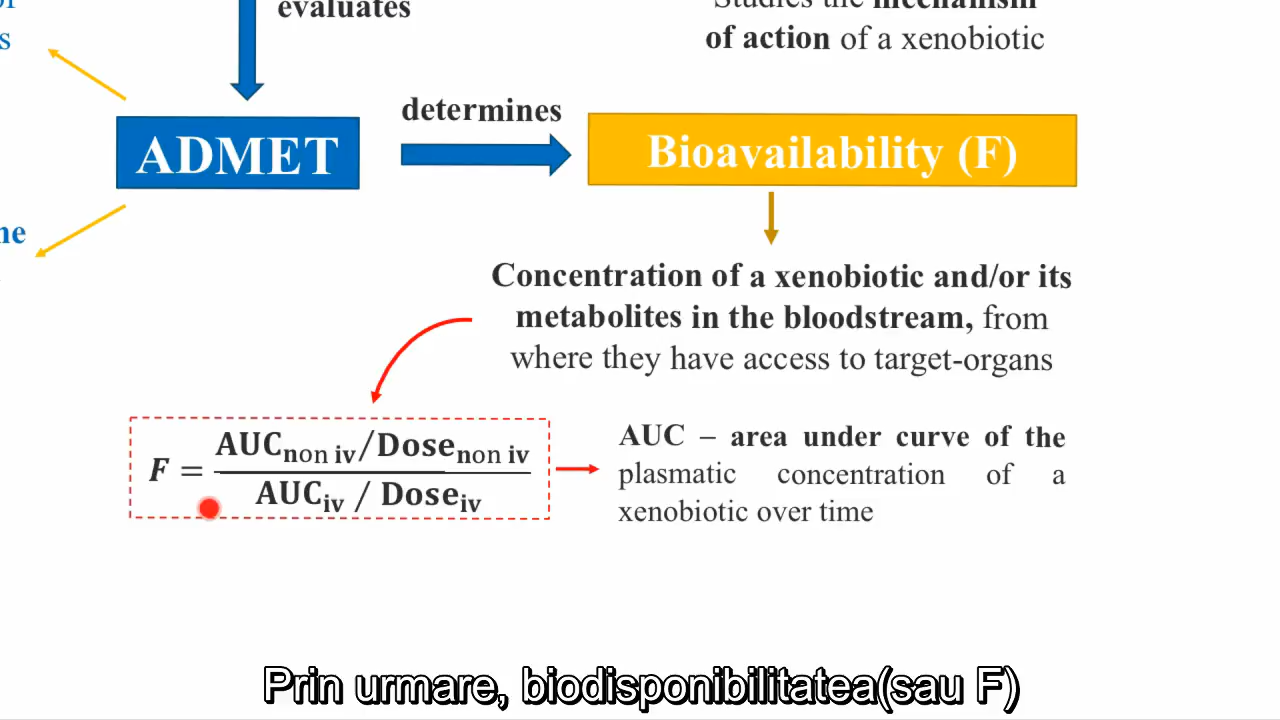 evaluates
of action of a xenobiotic
determines
ADMET
Bioavailability (F)
Concentration of a xenobiotic and/or its
metabolites in the bloodstream, from
where they have access to target-organs
F = AUCnon iv/Dosenon iv
AUCiv / Doseiv
AUC – area under curve of the
plasmatic concentration of a
xenobiotic over time
Prin urmare, biodisponibilitatea(sau F)